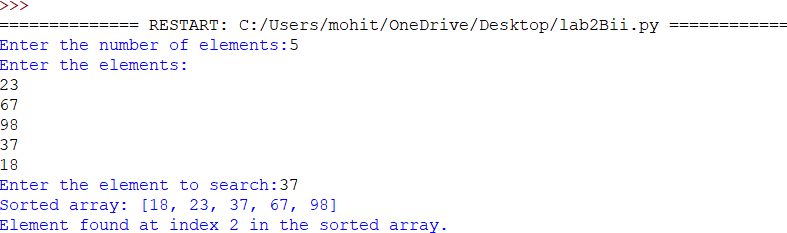 >>>
============== RESTART: C:/Users/mohit/OneDrive/Desktop/lab2Bii.py ============
Enter the number of elements:5
Enter the elements:
23
67
98
37
18
Enter the element to search:37
Sorted array: [18, 23, 37, 67, 98]
Element found at index 2 in the sorted array.